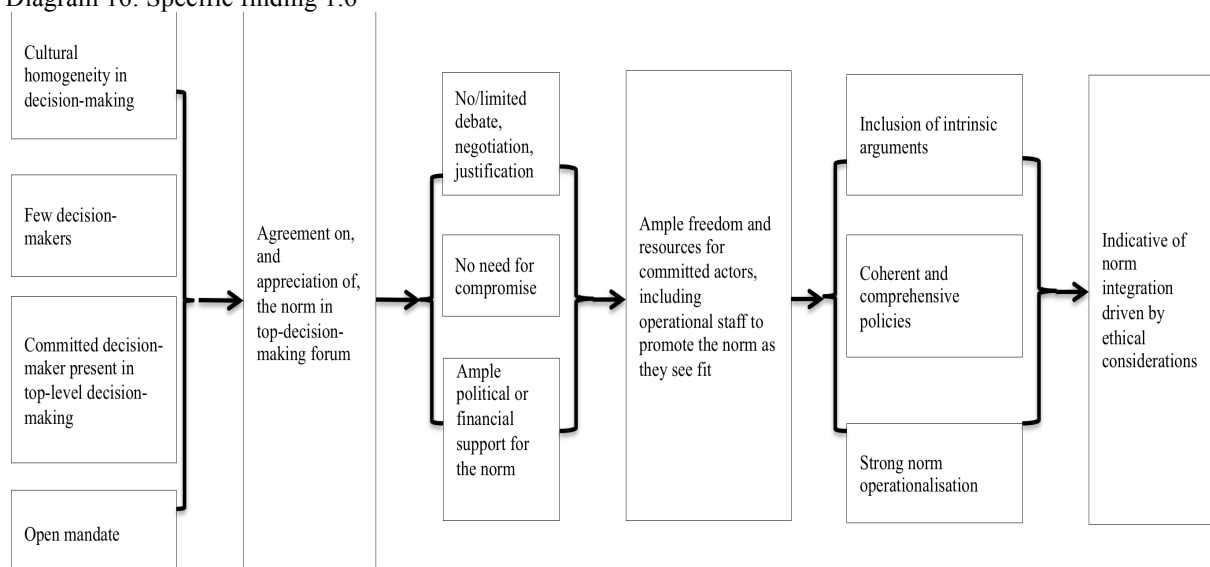 Diagram 16: Specific finding 1.6
Cultural
homogeneity in
decision-making
Few decision-
makers
Committed decision-
maker present in
top-level decision-
making
Open mandate
Agreement on,
and
appreciation of,
the norm in
top-decision-
making forum
No/limited
debate,
negotiation,
justification
No need for
compromise
Ample
political or
financial
support for
the norm
Ample freedom and
resources for
committed actors,
including
operational staff to
promote the norm as
they see fit
Inclusion of intrinsic
arguments
Coherent and
comprehensive
policies
Strong norm
operationalisation
Indicative of
norm
integration
driven by
ethical
considerations